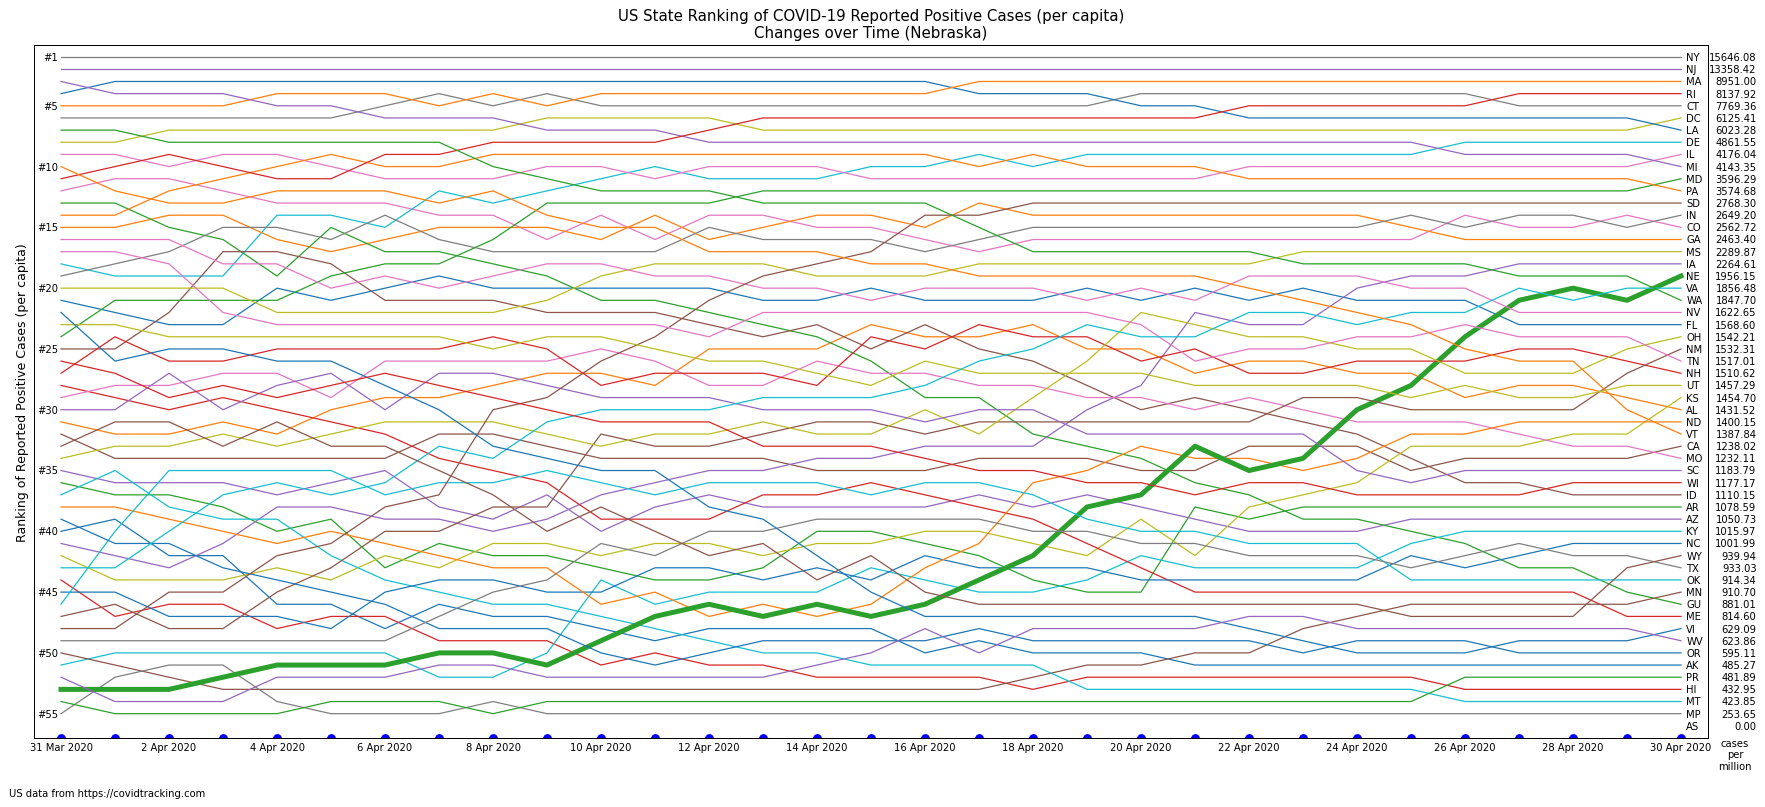 US State Ranking of COVID-19 Reported Positive Cases (per capita)
Changes over Time (Nebraska)
Ranking of Reported Positive Cases (per capita)
#1
#5
#10
#15
#20
#25
#30
#35
#40
#45
#50
#55
NY 15646.08
NJ 13358.42
MA 8951.00
RI 8137.92
CT 7769.36
DC 6125.41
LA 6023.28
DE 4861.55
IL 4176.04
MI 4143.35
MD 3596.29
PA 3574.68
SD 2768.30
IN 2649.20
CO 2562.72
GA 2463.40
MS 2289.87
IA 2264.61
NE 1956.15
VA 1856.48
WA 1847.70
NV 1622.65
FL 1568.60
OH 1542.21
NM 1532.31
TN 1517.01
NH 1510.62
UT 1457.29
KS 1454.70
AL 1431.52
ND 1400.15
VT 1387.84
CA 1238.02
MO 1232.11
SC 1183.79
WI 1177.17
ID 1110.15
AR 1078.59
AZ 1050.73
KY 1015.97
NC 1001.99
WY 939.94
TX 933.03
OK 914.34
MN 910.70
GU 881.01
ME 814.60
VI 629.09
WV 623.86
OR 595.11
AK 485.27
PR 481.89
HI 432.95
MT 423.85
MP 253.65
AS 0.00
31 Mar 2020 2 Apr 2020 4 Apr 2020 6 Apr 2020 8 Apr 2020 10 Apr 2020 12 Apr 2020 14 Apr 2020 16 Apr 2020 18 Apr 2020 20 Apr 2020 22 Apr 2020 24 Apr 2020 26 Apr 2020 28 Apr 2020 30 Apr 2020
cases
per
million
US data from https://covidtracking.com